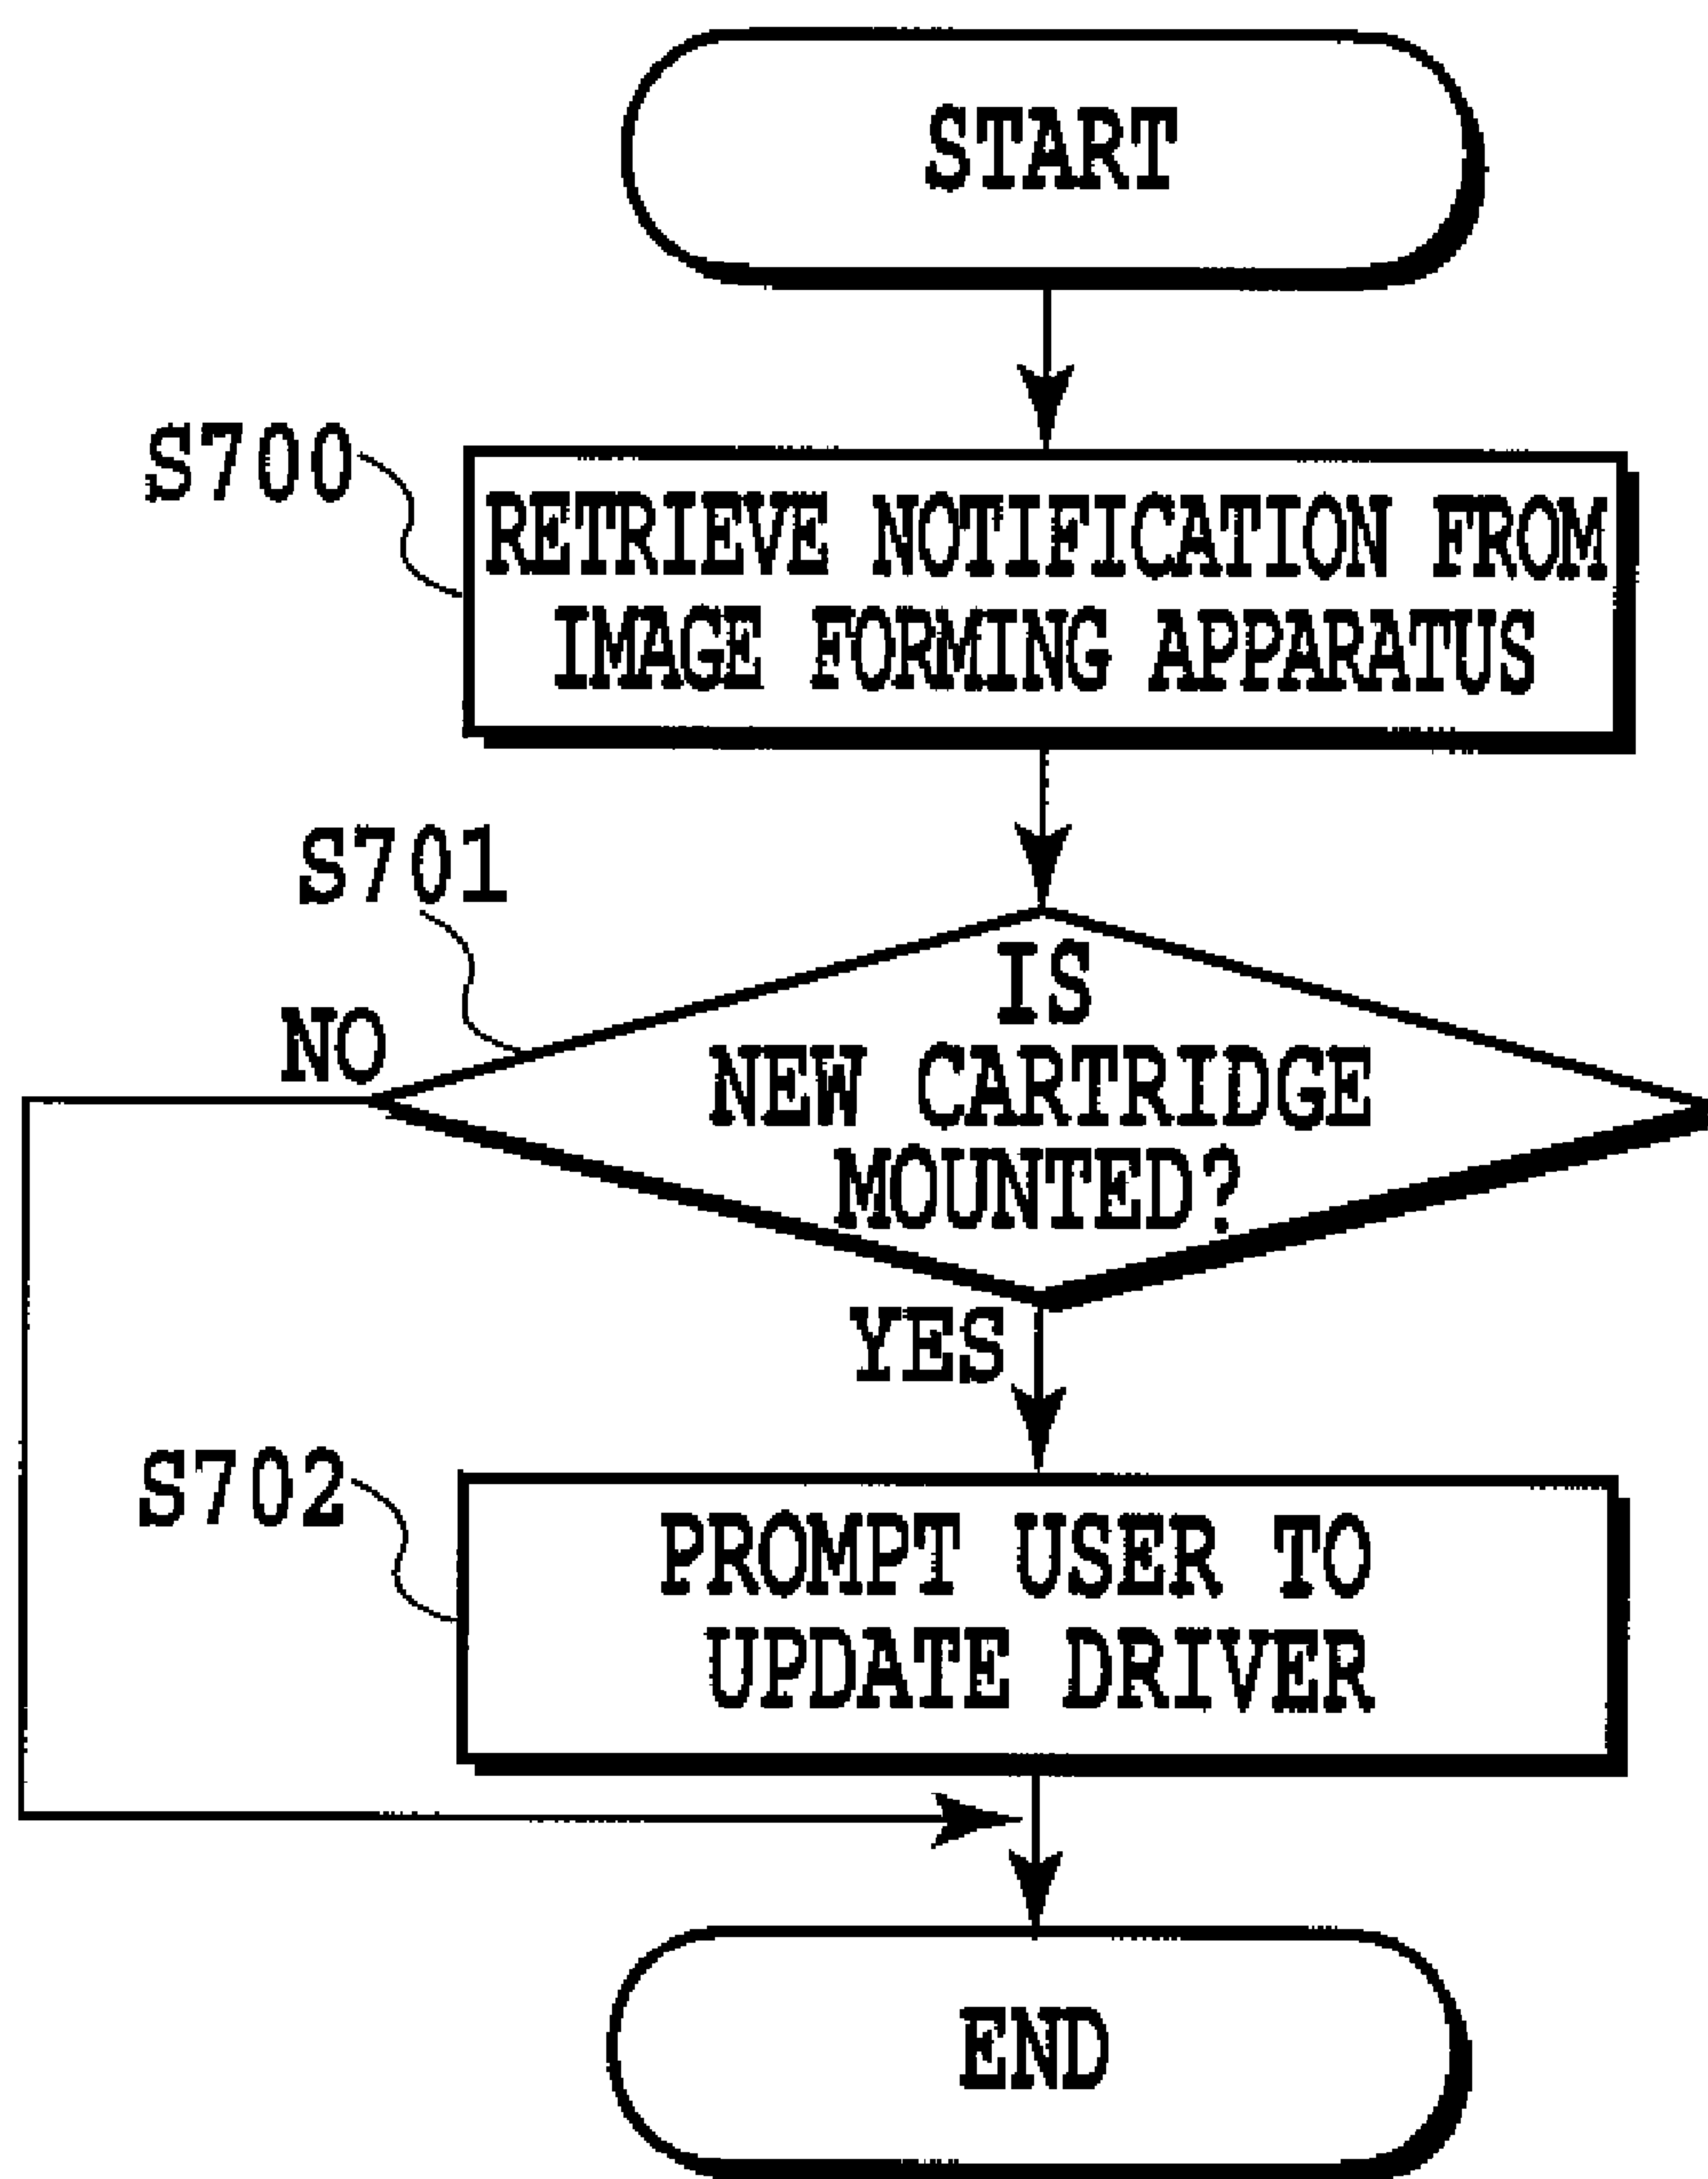 START
S700
RETRIEVE NOTIFICATION FROM
IMAGE FORMING APPARATUS
S701
IS
NEW CARTRIDGE
MOUNTED?
NO
YES
S702
PROMPT USER TO
UPDATE DRIVER
END